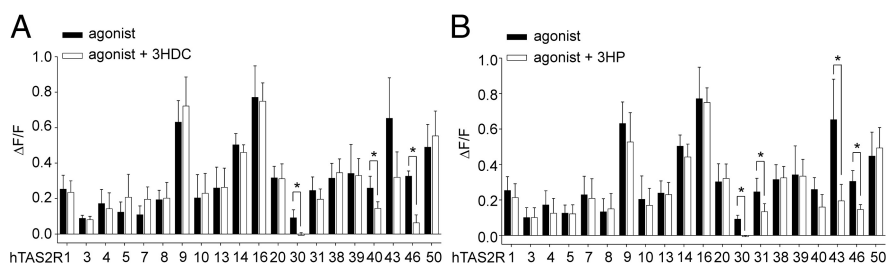 A
agonist
agonist + 3HDC
1.0
0.8
0.6
0.4
0.2
0.0
ΔF/F
* * *
hTAS2R1 3 4 5 7 8 9 10 13 14 16 20 30 31 38 39 40 43 46 50
B
agonist
agonist + 3HP
1.0
0.8
0.6
0.4
0.2
0.0
ΔF/F
* * * *
hTAS2R1 3 4 5 7 8 9 10 13 14 16 20 30 31 38 39 40 43 46 50